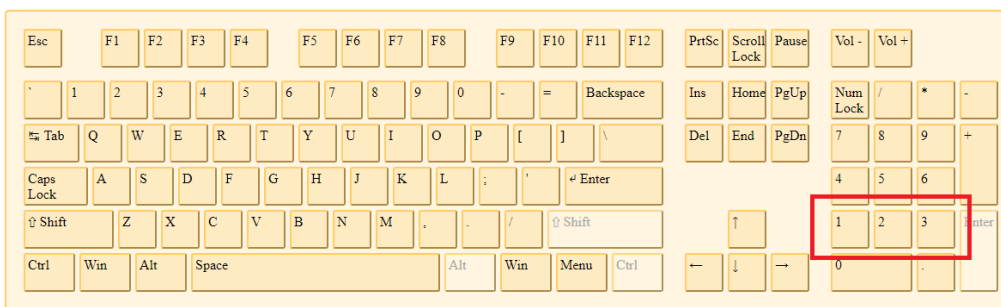 Esc F1 F2 F3 F4 F5 F6 F7 F8 F9 F10 F11 F12 PrtSc Scroll Lock Pause Vol - Vol +
` 1 2 3 4 5 6 7 8 9 0 - = Backspace Ins Home PgUp Num Lock / * -
↹ Tab Q W E R T Y U I O P [ ] \ Del End PgDn 7 8 9 +
Caps Lock A S D F G H J K L ; ' ↵ Enter 4 5 6
⇧ Shift Z X C V B N M , . / ⇧ Shift ↑ 1 2 3 Enter
Ctrl Win Alt Space Alt Win Menu Ctrl ← ↓ → 0 .